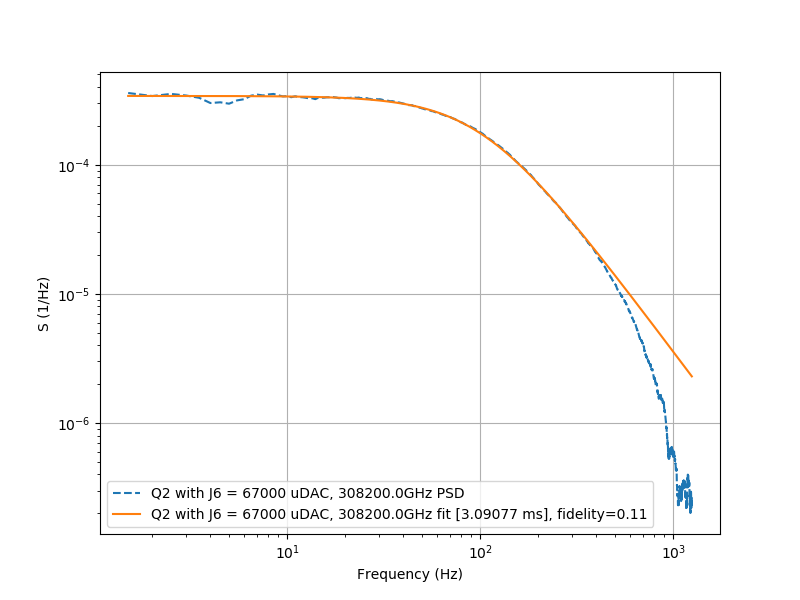 10⁻⁴
10⁻⁵
10⁻⁶
S (1/Hz)
Q2 with J6 = 67000 uDAC, 308200.0GHz PSD
Q2 with J6 = 67000 uDAC, 308200.0GHz fit [3.09077 ms], fidelity=0.11
10¹ 10² 10³
Frequency (Hz)